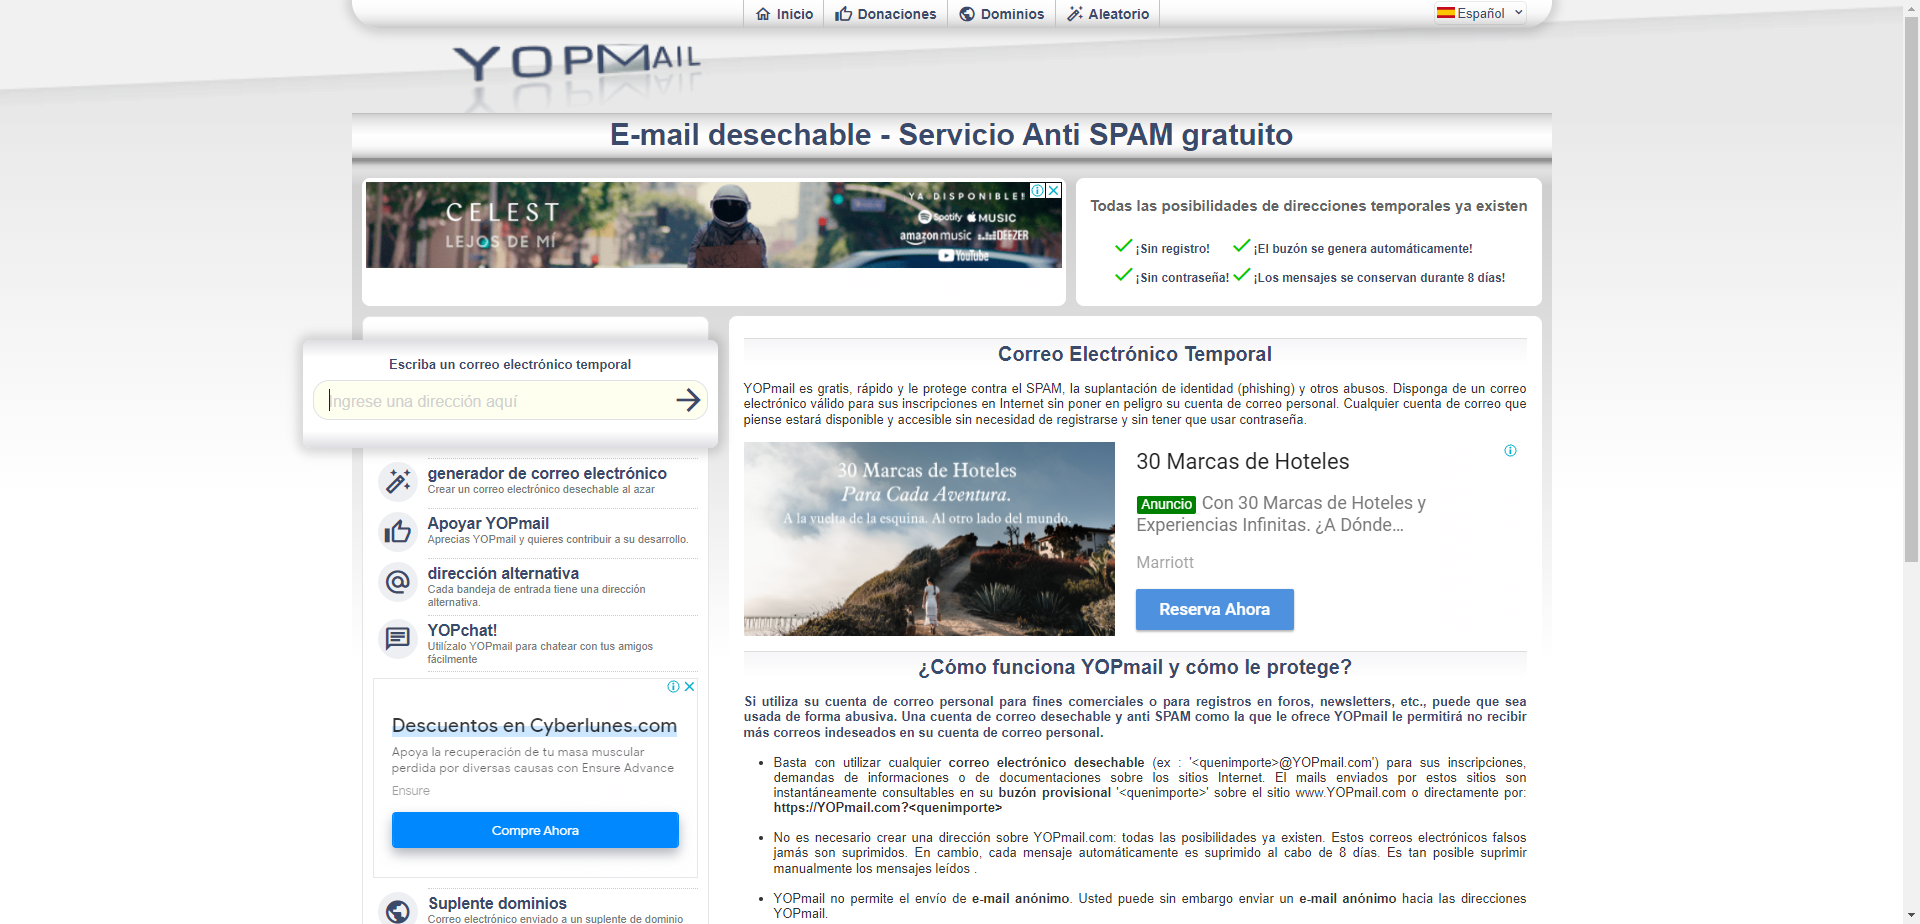 Inicio Donaciones Dominios Aleatorio Español
YOPMAIL
E-mail desechable - Servicio Anti SPAM gratuito
CELEST
LEJOS DE MÍ
YA DISPONIBLE!
Spotify MUSIC
amazon music DEEZER
YouTube
Todas las posibilidades de direcciones temporales ya existen
¡Sin registro! ¡El buzón se genera automáticamente!
¡Sin contraseña! ¡Los mensajes se conservan durante 8 días!
Escriba un correo electrónico temporal
Ingrese una dirección aquí
generador de correo electrónico
Crear un correo electrónico desechable al azar
Apoyar YOPmail
Aprecias YOPmail y quieres contribuir a su desarrollo.
dirección alternativa
Cada bandeja de entrada tiene una dirección
alternativa.
YOPchat!
Utilízalo YOPmail para chatear con tus amigos
fácilmente
Descuentos en Cyberlunes.com
Apoya la recuperación de tu masa muscular
perdida por diversas causas con Ensure Advance
Ensure
Compre Ahora
Suplente dominios
Correo electrónico enviado a un suplente de dominio
Correo Electrónico Temporal
YOPmail es gratis, rápido y le protege contra el SPAM, la suplantación de identidad (phishing) y otros abusos. Disponga de un correo
electrónico válido para sus inscripciones en Internet sin poner en peligro su cuenta de correo personal. Cualquier cuenta de correo que
piense estará disponible y accesible sin necesidad de registrarse y sin tener que usar contraseña.
30 Marcas de Hoteles
Para Cada Aventura.
A la vuelta de la esquina. Al otro lado del mundo.
30 Marcas de Hoteles
Anuncio Con 30 Marcas de Hoteles y
Experiencias Infinitas. ¿A Dónde...
Marriott
Reserva Ahora
¿Cómo funciona YOPmail y cómo le protege?
Si utiliza su cuenta de correo personal para fines comerciales o para registros en foros, newsletters, etc., puede que sea
usada de forma abusiva. Una cuenta de correo desechable y anti SPAM como la que le ofrece YOPmail le permitirá no recibir
más correos indeseados en su cuenta de correo personal.
• Basta con utilizar cualquier correo electrónico desechable (ex : '<quenimporte>@YOPmail.com') para sus inscripciones,
demandas de informaciones o de documentaciones sobre los sitios Internet. El mails enviados por estos sitios son
instantáneamente consultables en su buzón provisional '<quenimporte>' sobre el sitio www.YOPmail.com o directamente por:
https://YOPmail.com?<quenimporte>
• No es necesario crear una dirección sobre YOPmail.com: todas las posibilidades ya existen. Estos correos electrónicos falsos
jamás son suprimidos. En cambio, cada mensaje automáticamente es suprimido al cabo de 8 días. Es tan posible suprimir
manualmente los mensajes leídos .
• YOPmail no permite el envío de e-mail anónimo. Usted puede sin embargo enviar un e-mail anónimo hacia las direcciones
YOPmail.